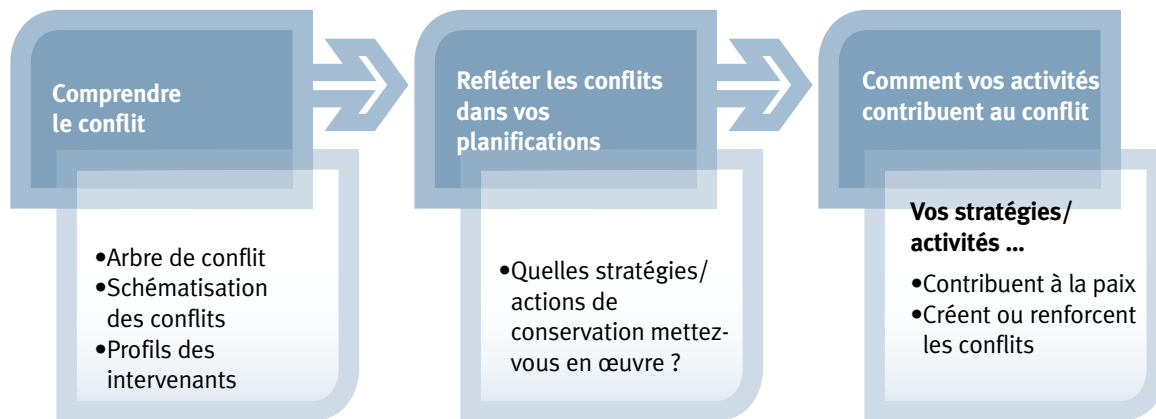 Comprendre
le conflit
•Arbre de conflit
•Schématisation
des conflits
•Profils des
intervenants
Refléter les conflits
dans vos
planifications
•Quelles stratégies/
actions de
conservation mettez-
vous en œuvre ?
Comment vos activités
contribuent au conflit
Vos stratégies/
activités ...
•Contribuent à la paix
•Créent ou renforcent
les conflits